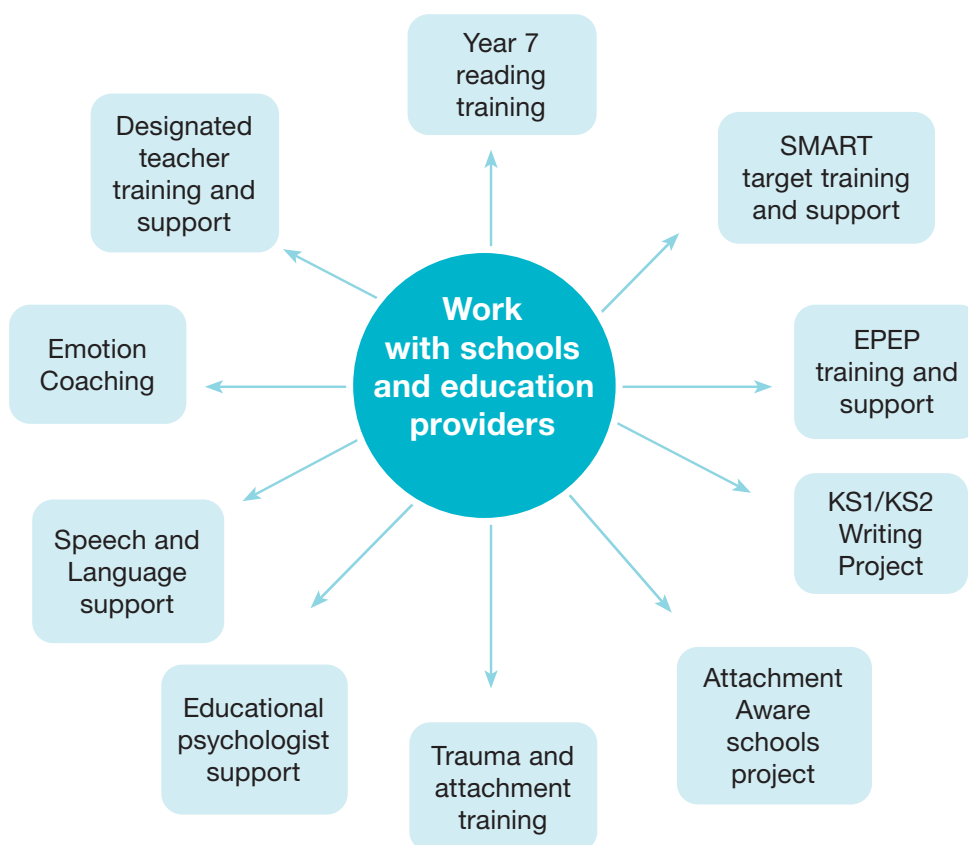 Year 7
reading
training
SMART
target training
and support
EPEP
training and
support
KS1/KS2
Writing
Project
Attachment
Aware
schools
project
Trauma and
attachment
training
Educational
psychologist
support
Speech and
Language
support
Emotion
Coaching
Designated
teacher
training and
support
Work
with schools
and education
providers